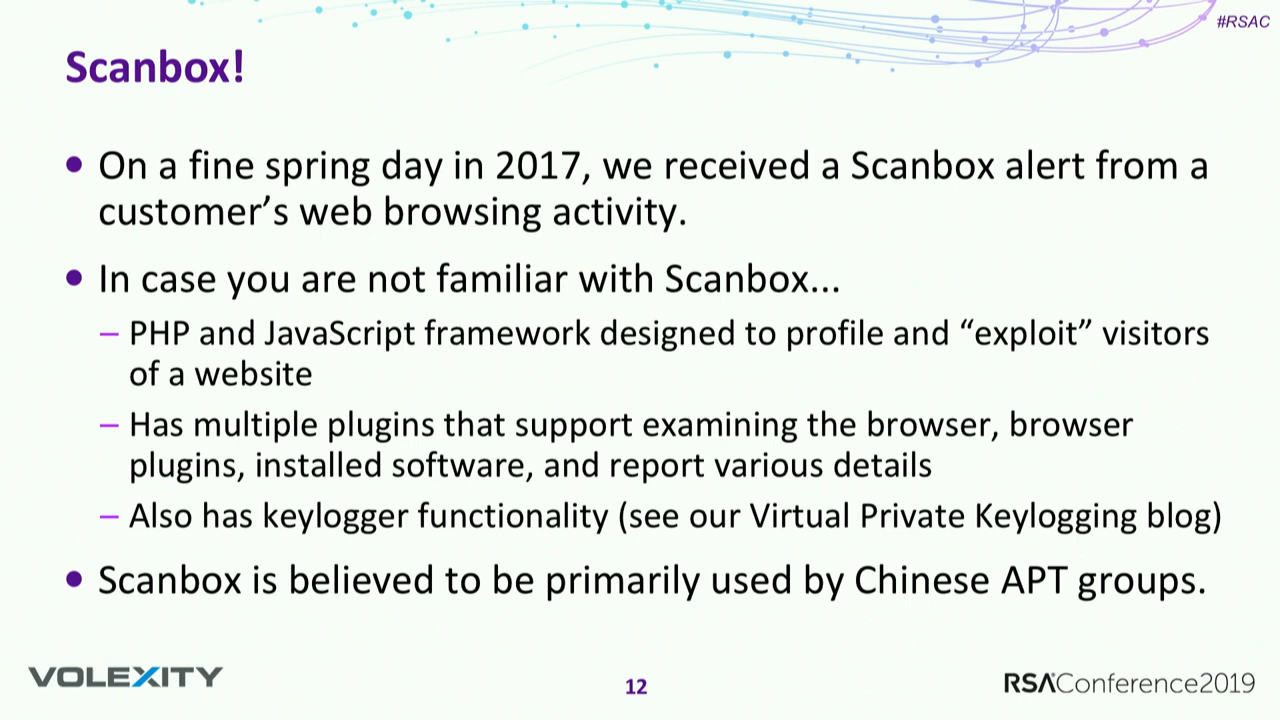 #RSAC
Scanbox!
• On a fine spring day in 2017, we received a Scanbox alert from a
customer’s web browsing activity.
• In case you are not familiar with Scanbox...
– PHP and JavaScript framework designed to profile and “exploit” visitors
of a website
– Has multiple plugins that support examining the browser, browser
plugins, installed software, and report various details
– Also has keylogger functionality (see our Virtual Private Keylogging blog)
• Scanbox is believed to be primarily used by Chinese APT groups.
VOLEXITY
12
RSAConference2019